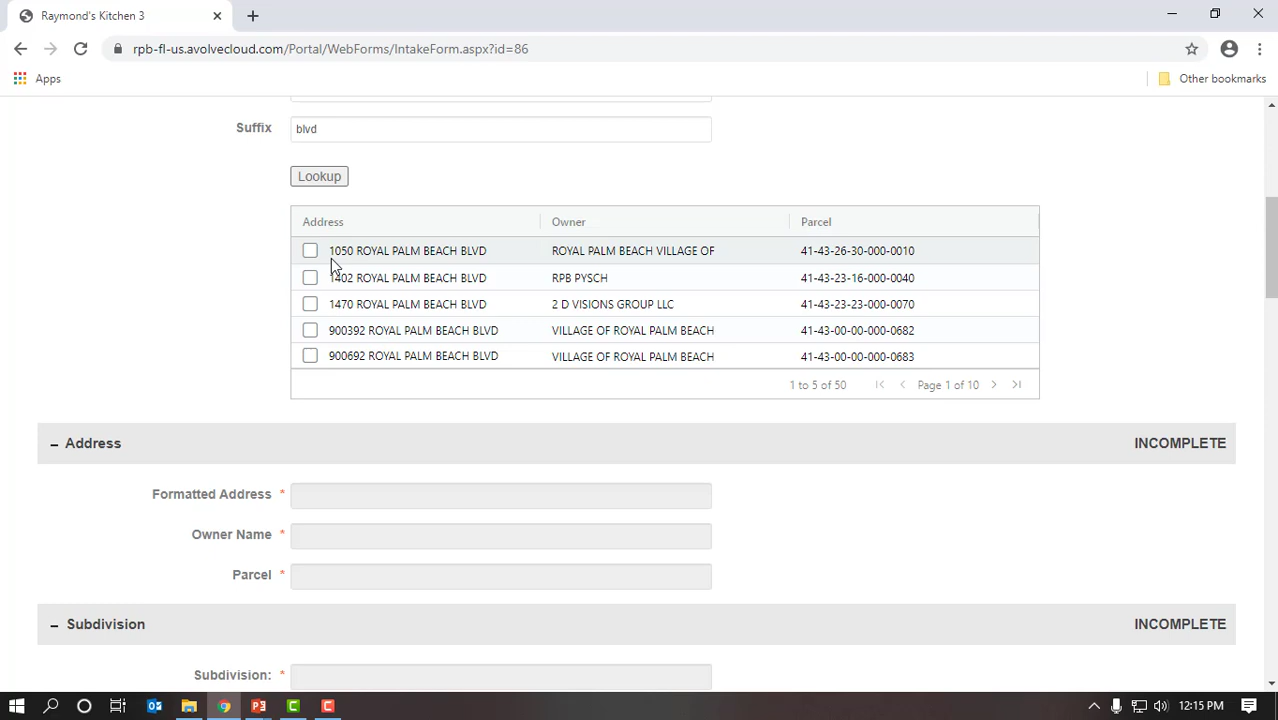 Raymond's Kitchen 3
rpb-fl-us.avolvecloud.com/Portal/WebForms/IntakeForm.aspx?id=86
Apps
Other bookmarks
Suffix
blvd
Lookup
Address Owner Parcel
1050 ROYAL PALM BEACH BLVD ROYAL PALM BEACH VILLAGE OF 41-43-26-30-000-0010
1402 ROYAL PALM BEACH BLVD RPB PYSCH 41-43-23-16-000-0040
1470 ROYAL PALM BEACH BLVD 2 D VISIONS GROUP LLC 41-43-23-23-000-0070
900392 ROYAL PALM BEACH BLVD VILLAGE OF ROYAL PALM BEACH 41-43-00-00-000-0682
900692 ROYAL PALM BEACH BLVD VILLAGE OF ROYAL PALM BEACH 41-43-00-00-000-0683
1 to 5 of 50 Page 1 of 10
Address INCOMPLETE
Formatted Address *
Owner Name *
Parcel *
Subdivision INCOMPLETE
Subdivision: *
12:15 PM